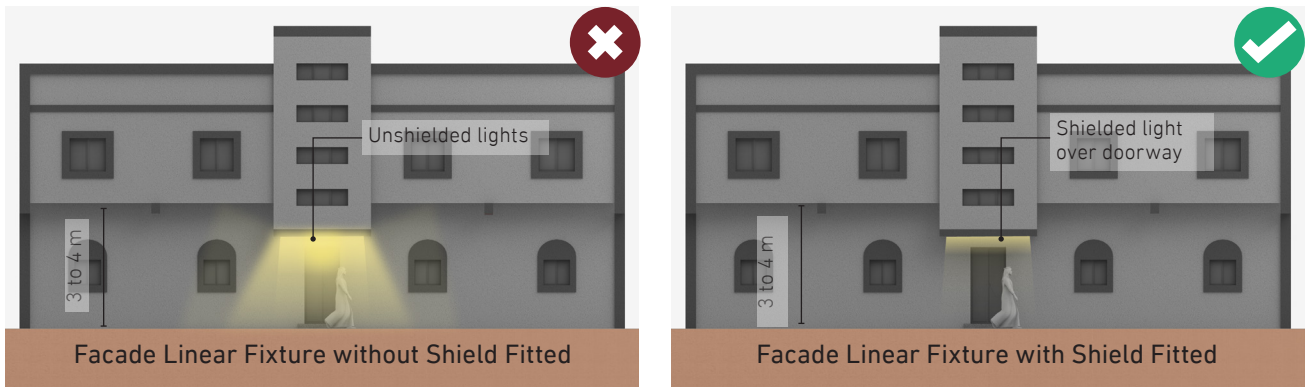 Unshielded lights
3 to 4 m
Facade Linear Fixture without Shield Fitted
Shielded light
over doorway
3 to 4 m
Facade Linear Fixture with Shield Fitted